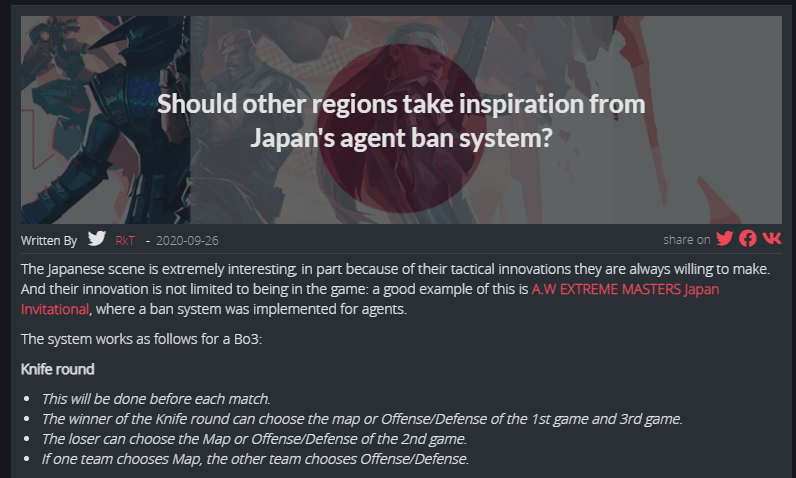 Should other regions take inspiration from
Japan's agent ban system?
Written By RkT - 2020-09-26 share on
The Japanese scene is extremely interesting, in part because of their tactical innovations they are always willing to make.
And their innovation is not limited to being in the game: a good example of this is A.W EXTREME MASTERS Japan
Invitational, where a ban system was implemented for agents.
The system works as follows for a Bo3:
Knife round
• This will be done before each match.
• The winner of the Knife round can choose the map or Offense/Defense of the 1st game and 3rd game.
• The loser can choose the Map or Offense/Defense of the 2nd game.
• If one team chooses Map, the other team chooses Offense/Defense.